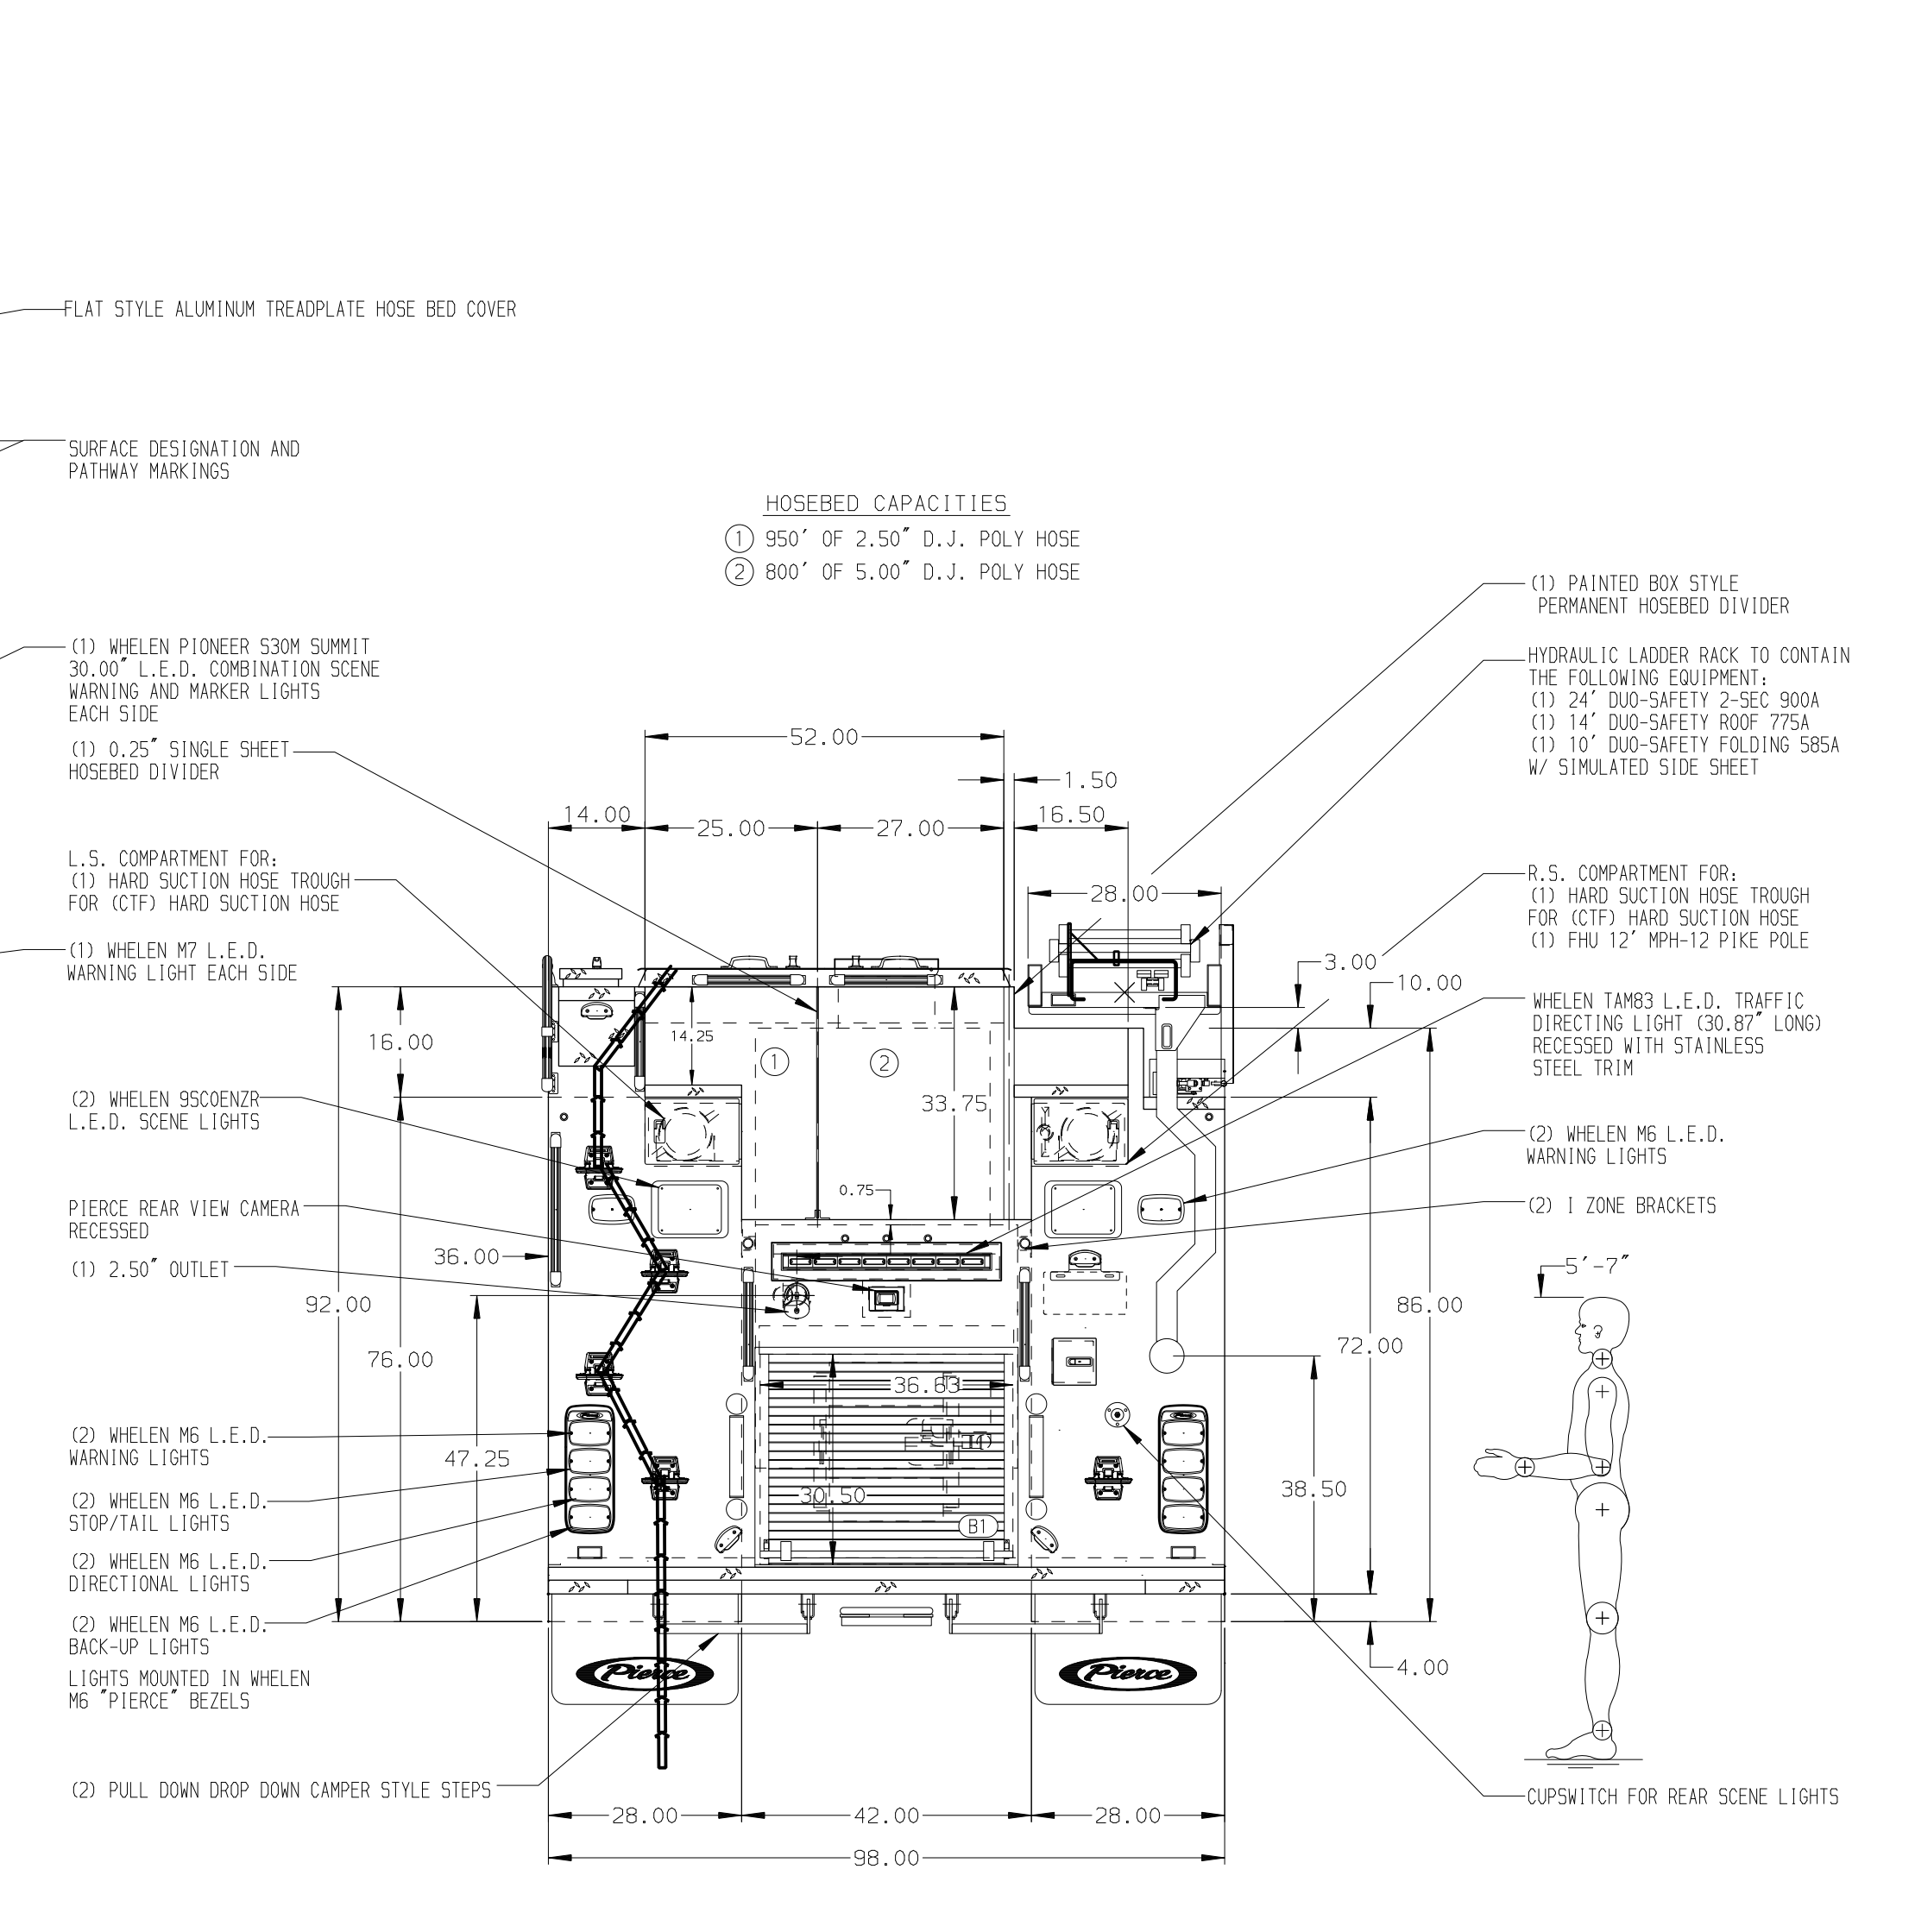 FLAT STYLE ALUMINUM TREADPLATE HOSE BED COVER
SURFACE DESIGNATION AND
PATHWAY MARKINGS
HOSEBED CAPACITIES
1 950' OF 2.50" D.J. POLY HOSE
2 800' OF 5.00" D.J. POLY HOSE
(1) WHELEN PIONEER S30M SUMMIT
30.00" L.E.D. COMBINATION SCENE
WARNING AND MARKER LIGHTS
EACH SIDE
(1) 0.25" SINGLE SHEET
HOSEBED DIVIDER
L.S. COMPARTMENT FOR:
(1) HARD SUCTION HOSE TROUGH
FOR (CTF) HARD SUCTION HOSE
(1) WHELEN M7 L.E.D.
WARNING LIGHT EACH SIDE
(2) WHELEN 9SC0ENZR
L.E.D. SCENE LIGHTS
PIERCE REAR VIEW CAMERA
RECESSED
(1) 2.50" OUTLET
(2) WHELEN M6 L.E.D.
WARNING LIGHTS
(2) WHELEN M6 L.E.D.
STOP/TAIL LIGHTS
(2) WHELEN M6 L.E.D.
DIRECTIONAL LIGHTS
(2) WHELEN M6 L.E.D.
BACK-UP LIGHTS
LIGHTS MOUNTED IN WHELEN
M6 "PIERCE" BEZELS
(2) PULL DOWN DROP DOWN CAMPER STYLE STEPS
52.00
1.50
14.00
25.00
27.00
16.50
28.00
3.00
10.00
16.00
14.25
1
2
33.75
0.75
36.00
92.00
76.00
47.25
36.63
30.50
B1
86.00
72.00
38.50
4.00
Pierce
Pierce
28.00
42.00
28.00
98.00
(1) PAINTED BOX STYLE
PERMANENT HOSEBED DIVIDER
HYDRAULIC LADDER RACK TO CONTAIN
THE FOLLOWING EQUIPMENT:
(1) 24' DUO-SAFETY 2-SEC 900A
(1) 14' DUO-SAFETY ROOF 775A
(1) 10' DUO-SAFETY FOLDING 585A
W/ SIMULATED SIDE SHEET
R.S. COMPARTMENT FOR:
(1) HARD SUCTION HOSE TROUGH
FOR (CTF) HARD SUCTION HOSE
(1) FHU 12' MPH-12 PIKE POLE
WHELEN TAM83 L.E.D. TRAFFIC
DIRECTING LIGHT (30.87" LONG)
RECESSED WITH STAINLESS
STEEL TRIM
(2) WHELEN M6 L.E.D.
WARNING LIGHTS
(2) I ZONE BRACKETS
5'-7"
CUPSWITCH FOR REAR SCENE LIGHTS